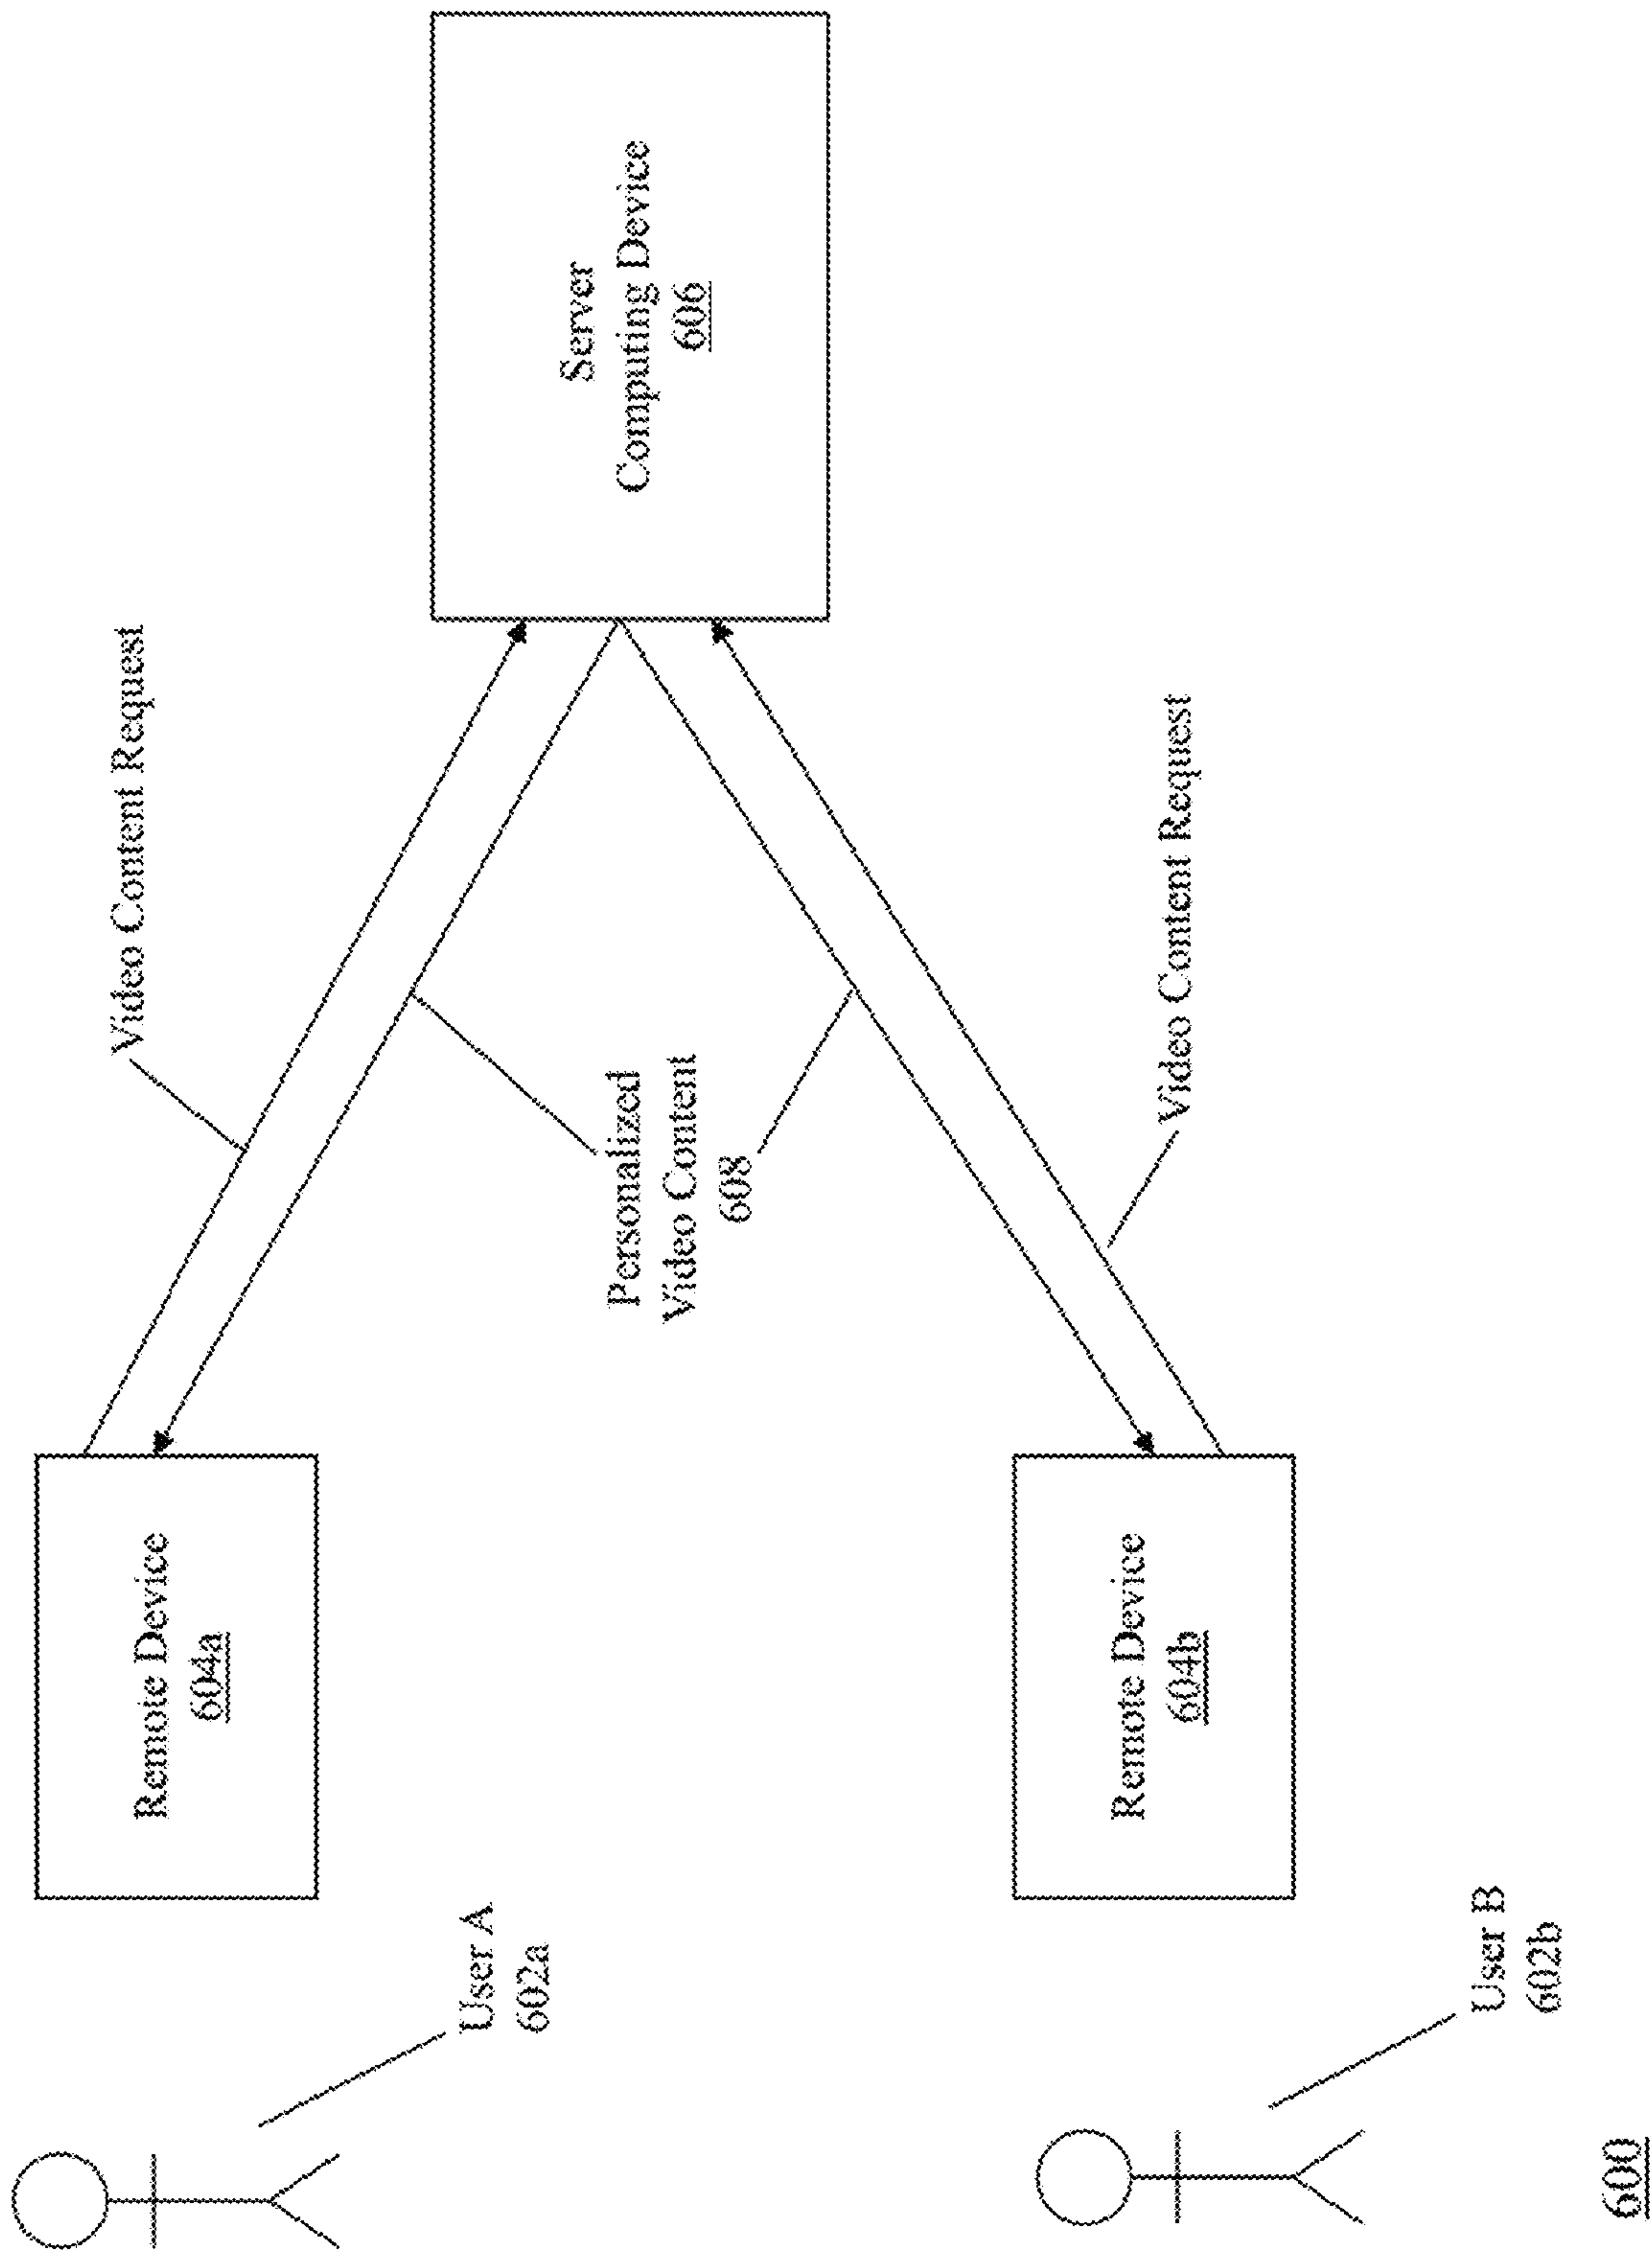 Video Content Request
Remote Device
604a
Server
Computing Device
606
User A
602a
Personalized
Video Content
608
Remote Device
604b
Video Content Request
User B
602b
600